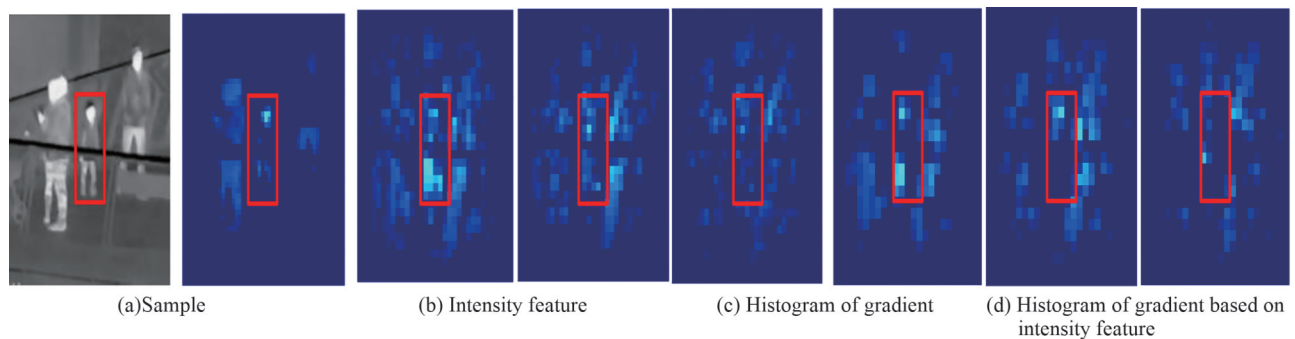 (a)Sample
(b) Intensity feature
(c) Histogram of gradient
(d) Histogram of gradient based on
intensity feature